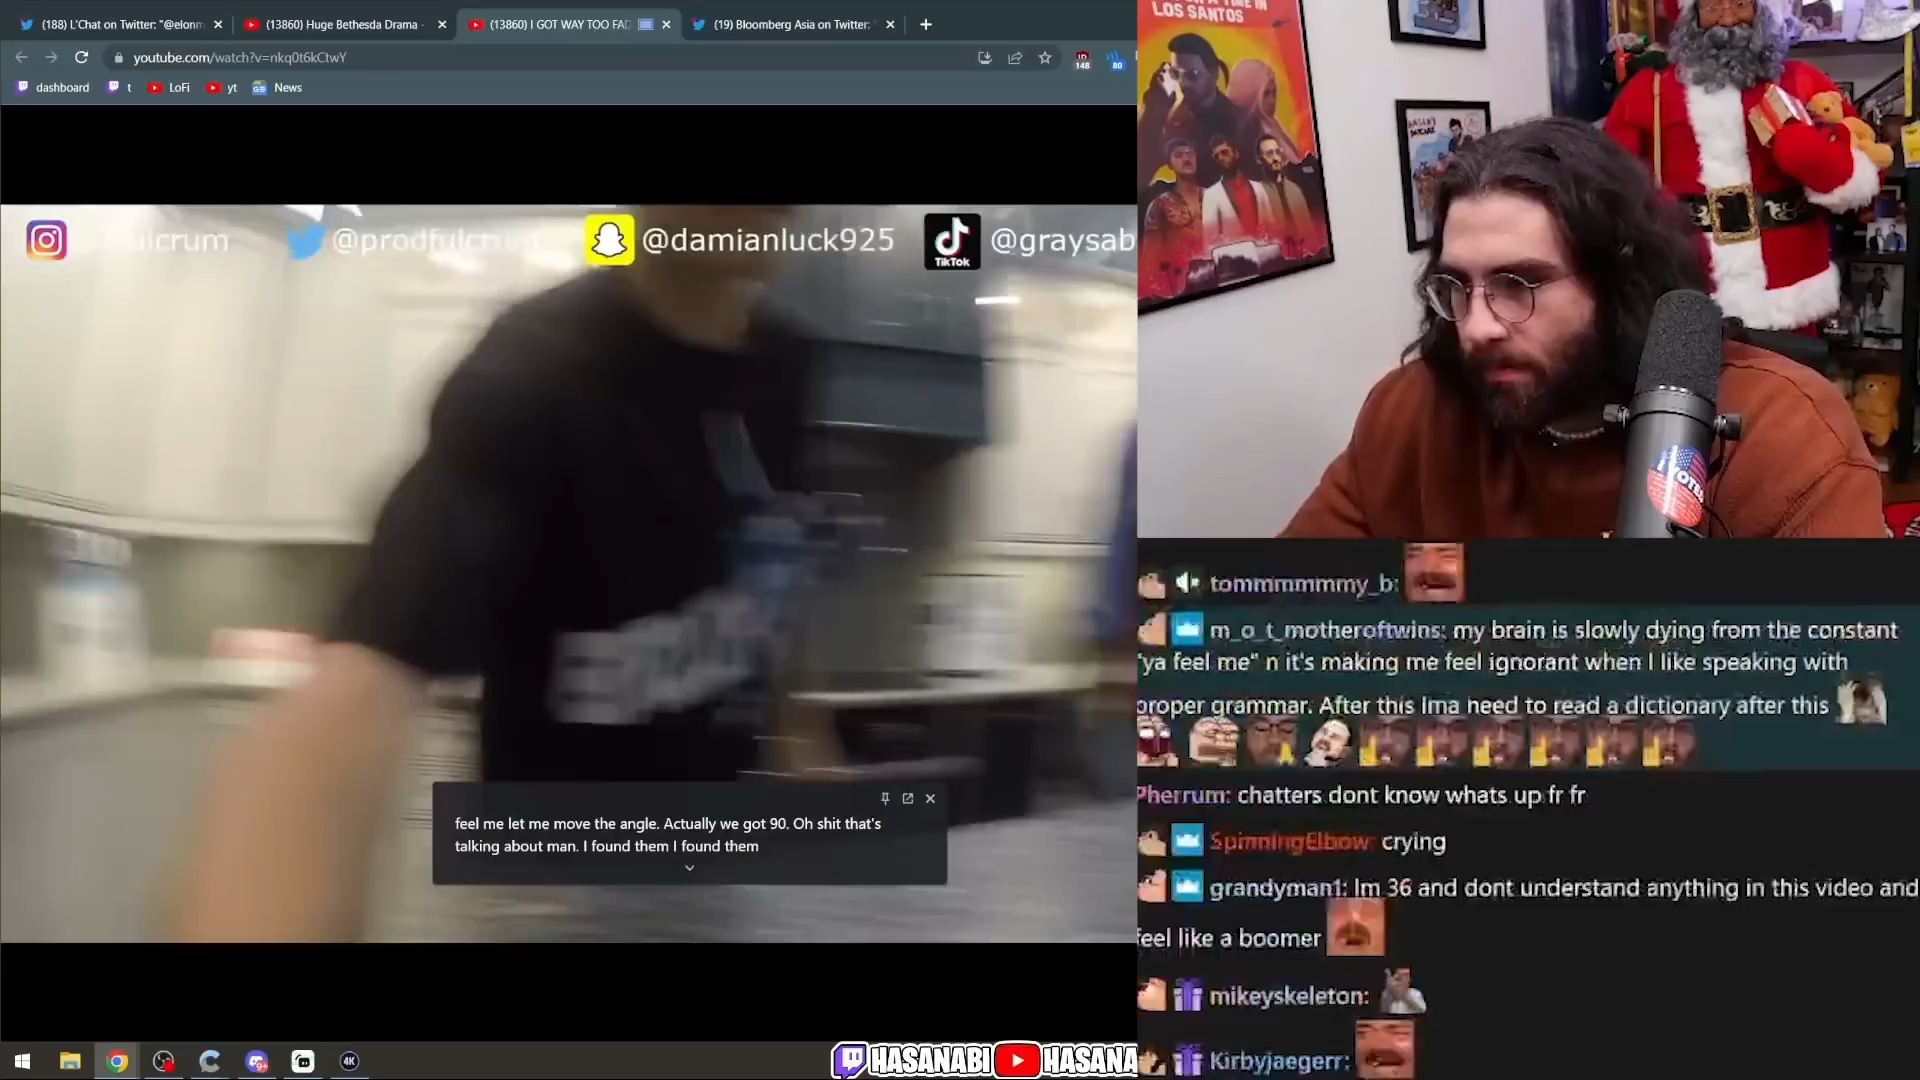 (188) L'Chat on Twitter: "@elonm
(13860) Huge Bethesda Drama -
(13860) I GOT WAY TOO FAD
(19) Bloomberg Asia on Twitter:
youtube.com/watch?v=nkq0t6kCtwY
148
80
dashboard
t
LoFi
yt
News
LOS SANTOS
@prodfulcrum
@damianluck925
TikTok
@graysab
feel me let me move the angle. Actually we got 90. Oh shit that's
talking about man. I found them I found them
tommmmmmy_b:
m_o_t_motheroftwins: my brain is slowly dying from the constant
"ya feel me" n it's making me feel ignorant when I like speaking with
proper grammar. After this Ima need to read a dictionary after this
Pherrum: chatters dont know whats up fr fr
SpinningElbow: crying
grandyman1: Im 36 and dont understand anything in this video and
feel like a boomer
mikeyskeleton:
Kirbyjaegerr:
4K
HASANABI
HASANA